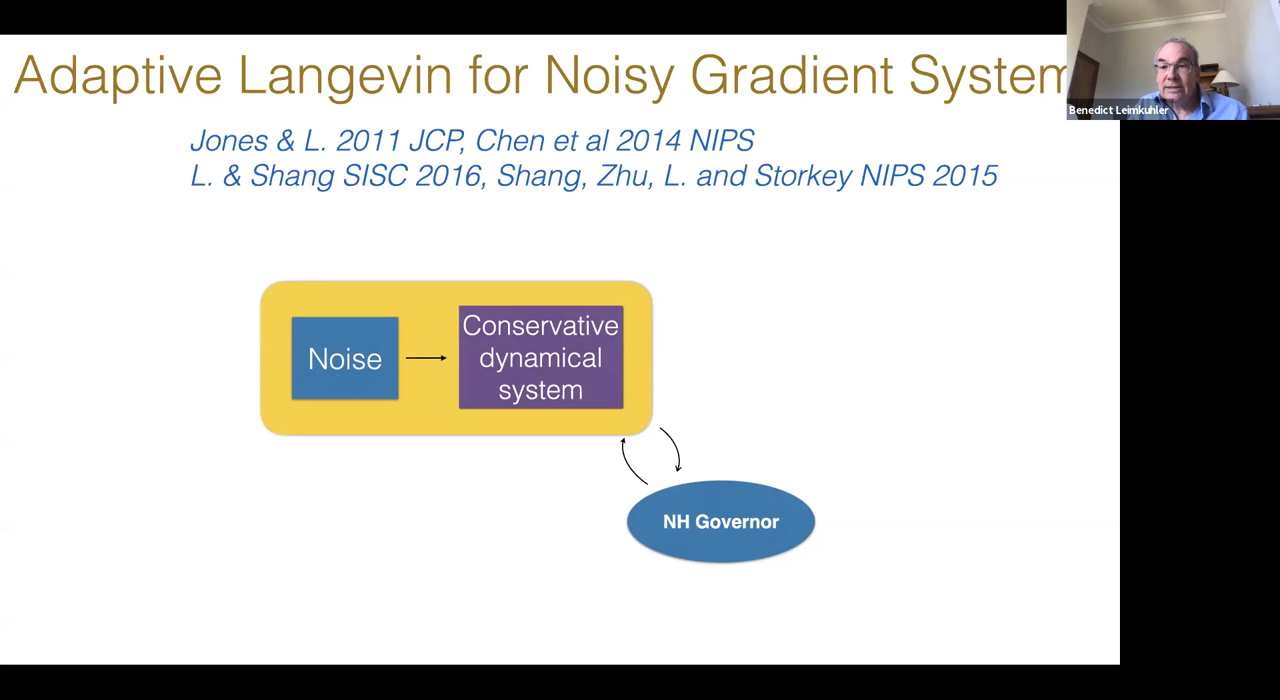 Adaptive Langevin for Noisy Gradient System
Benedict Leimkuhler
Jones & L. 2011 JCP, Chen et al 2014 NIPS
L. & Shang SISC 2016, Shang, Zhu, L. and Storkey NIPS 2015
Noise
Conservative
dynamical
system
NH Governor